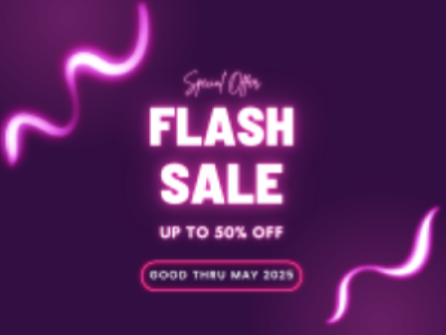 Special Offer
FLASH
SALE
UP TO 50% OFF
GOOD THRU MAY 2025